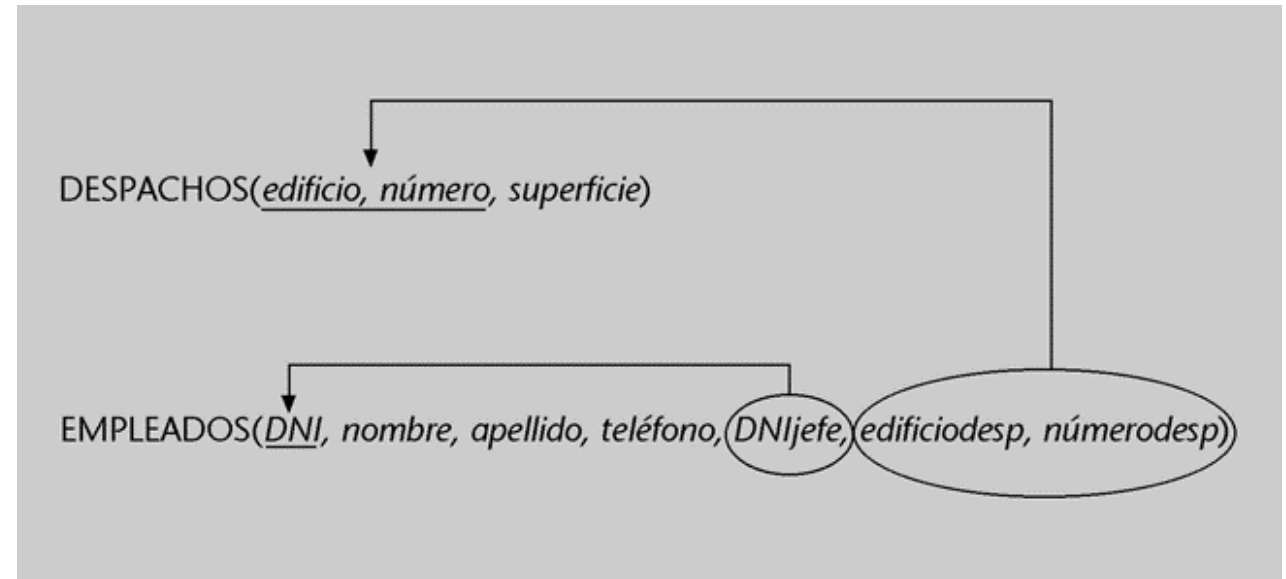 DESPACHOS(edificio, número, superficie)
EMPLEADOS(DNI, nombre, apellido, teléfono, DNIjefe, edificiodesp, númerodesp)